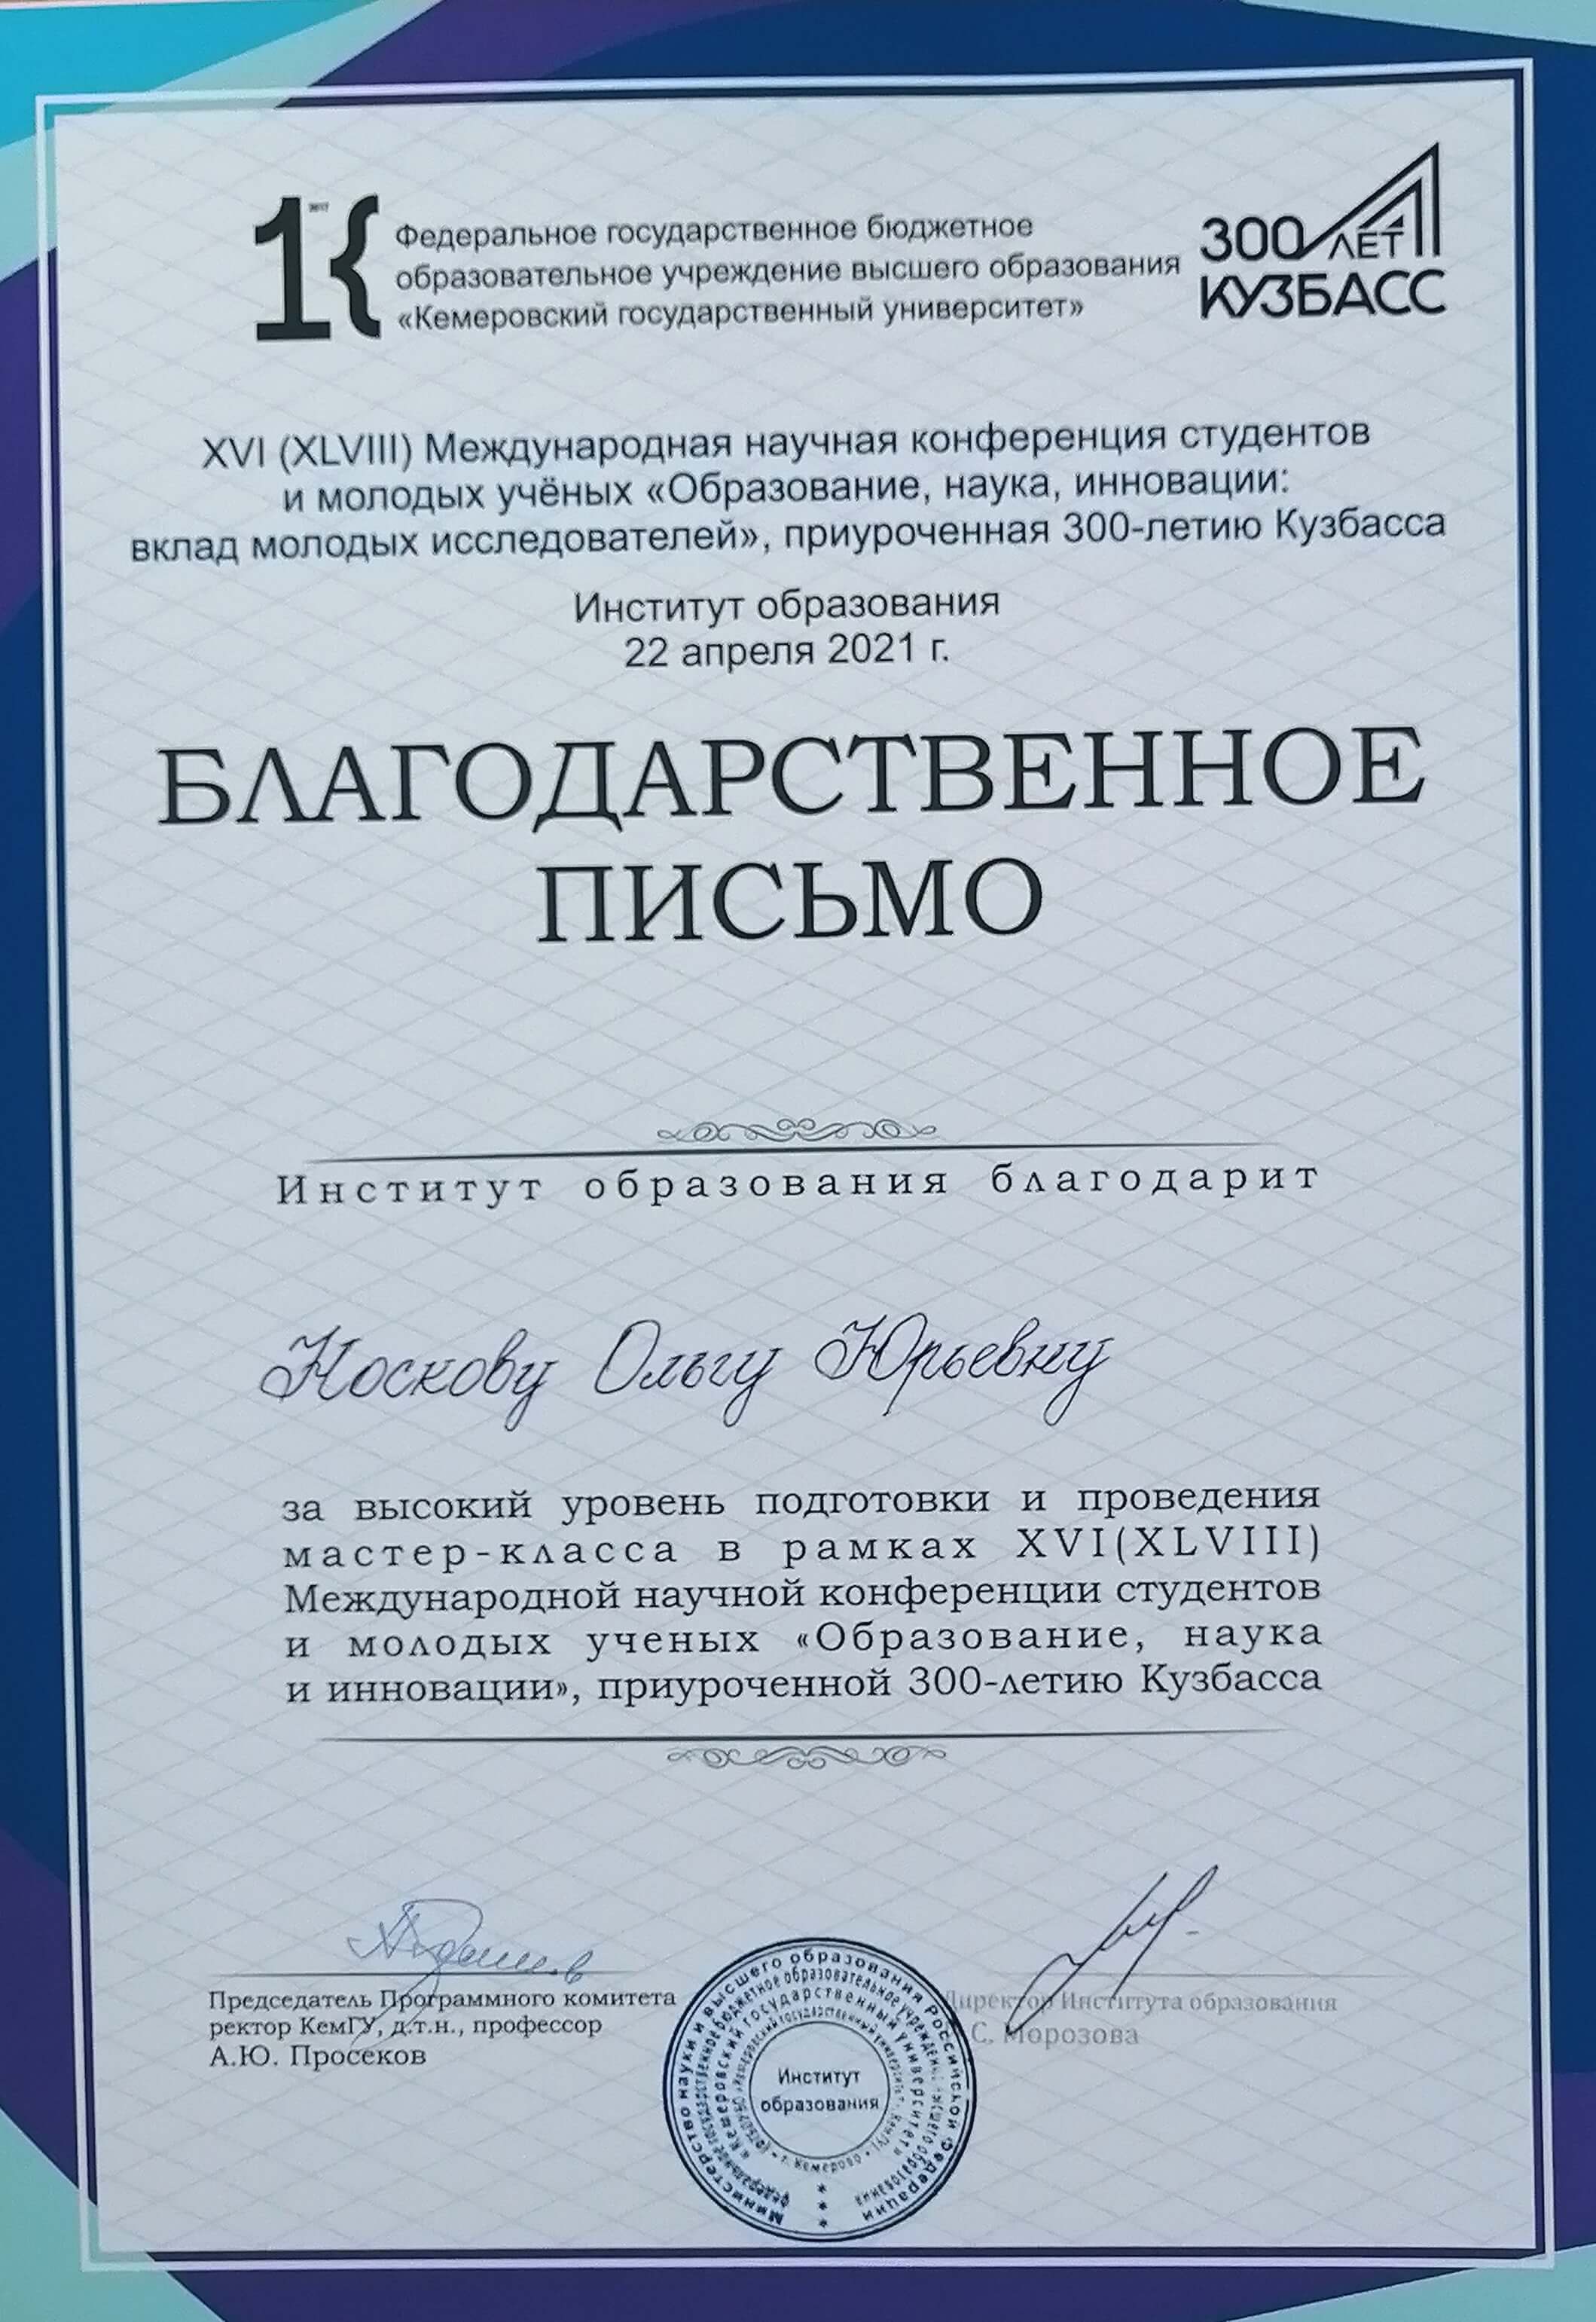 Федеральное государственное бюджетное
образовательное учреждение высшего образования
«Кемеровский государственный университет»
300 ЛЕТ
КУЗБАСС
XVI (XLVIII) Международная научная конференция студентов
и молодых учёных «Образование, наука, инновации:
вклад молодых исследователей», приуроченная 300-летию Кузбасса
Институт образования
22 апреля 2021 г.
БЛАГОДАРСТВЕННОЕ
ПИСЬМО
Институт образования благодарит
Носкову Ольгу Юрьевну
за высокий уровень подготовки и проведения
мастер-класса в рамках XVI(XLVIII)
Международной научной конференции студентов
и молодых ученых «Образование, наука
и инновации», приуроченной 300-летию Кузбасса
Председатель Программного комитета
ректор КемГУ, д.т.н., профессор
А.Ю. Просеков
Директор Института образования
С. Морозова
Министерство науки и высшего образования Российской Федерации
федеральное государственное бюджетное образовательное учреждение высшего образования
«Кемеровский государственный университет»
Институт
образования